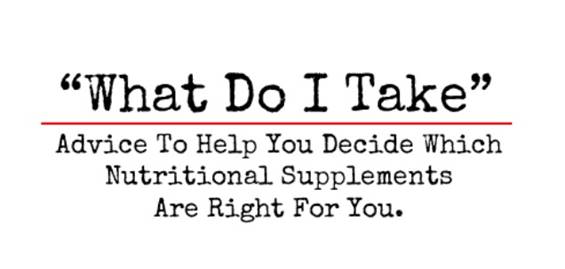 “What Do I Take”
Advice To Help You Decide Which
Nutritional Supplements
Are Right For You.